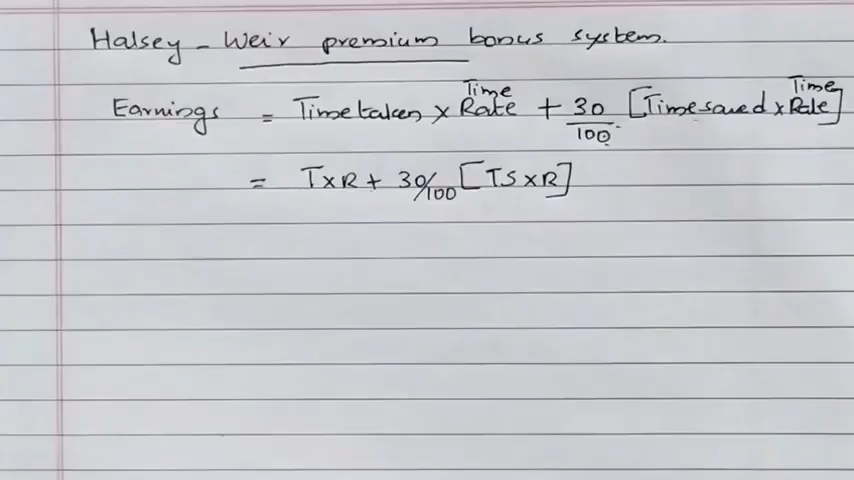 Halsey - Weir premium bonus system.
Earnings = Time taken × Time Rate + 30/100 [Time saved × Time Rate]
= T×R + 30/100 [TS×R]